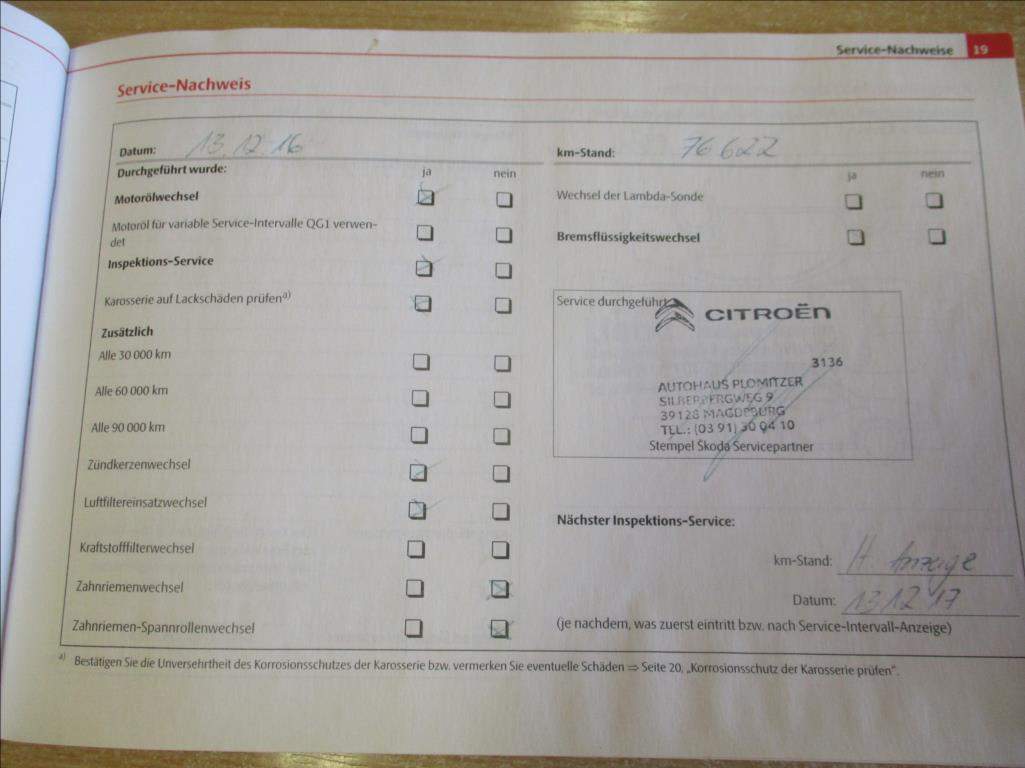 Service-Nachweise 19
Service-Nachweis
Datum: 13.12.16
km-Stand: 76622
Durchgeführt wurde: ja nein
ja nein
Motorölwechsel
Wechsel der Lambda-Sonde
Motoröl für variable Service-Intervalle QG1 verwen-
det
Bremsflüssigkeitswechsel
Inspektions-Service
Karosserie auf Lackschäden prüfen a)
Zusätzlich
Alle 30 000 km
Alle 60 000 km
Alle 90 000 km
Zündkerzenwechsel
Luftfiltereinsatzwechsel
Kraftstofffilterwechsel
Zahnriemenwechsel
Zahnriemen-Spannrollenwechsel
Service durchgeführt
CITROËN
3136
AUTOHAUS PLOMITZER
SILBERBERGWEG 9
39128 MAGDEBURG
TEL.: (03 91) 30 04 10
Stempel Škoda Servicepartner
Nächster Inspektions-Service:
km-Stand: Anzeige
Datum: 13 12 17
(je nachdem, was zuerst eintritt bzw. nach Service-Intervall-Anzeige)
a) Bestätigen Sie die Unversehrtheit des Korrosionsschutzes der Karosserie bzw. vermerken Sie eventuelle Schäden ⇒ Seite 20, „Korrosionsschutz der Karosserie prüfen“.